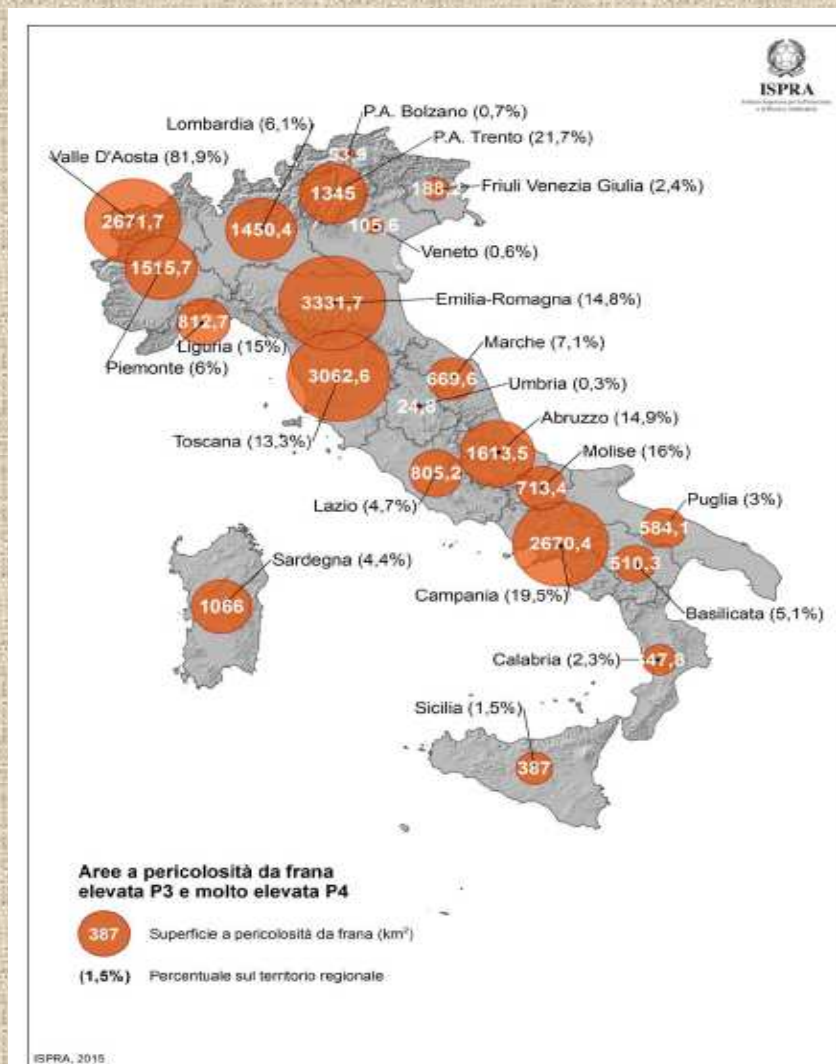 ISPRA
P.A. Bolzano (0,7%)
Lombardia (6,1%)
P.A. Trento (21,7%)
Valle D'Aosta (81,9%)
1345
188,2
Friuli Venezia Giulia (2,4%)
2671,7
1450,4
105,6
Veneto (0,6%)
1515,7
3331,7
Emilia-Romagna (14,8%)
812,7
Liguria (15%)
Marche (7,1%)
Piemonte (6%)
3062,6
669,6
Umbria (0,3%)
24,8
Abruzzo (14,9%)
Toscana (13,3%)
1613,5
Molise (16%)
805,2
713,4
Puglia (3%)
Lazio (4,7%)
584,1
2670,4
Sardegna (4,4%)
510,3
1066
Campania (19,5%)
Basilicata (5,1%)
Calabria (2,3%)
Sicilia (1,5%)
387
Aree a pericolosità da frana
elevata P3 e molto elevata P4
387 Superficie a pericolosità da frana (km²)
(1,5%) Percentuale sul territorio regionale
ISPRA, 2015